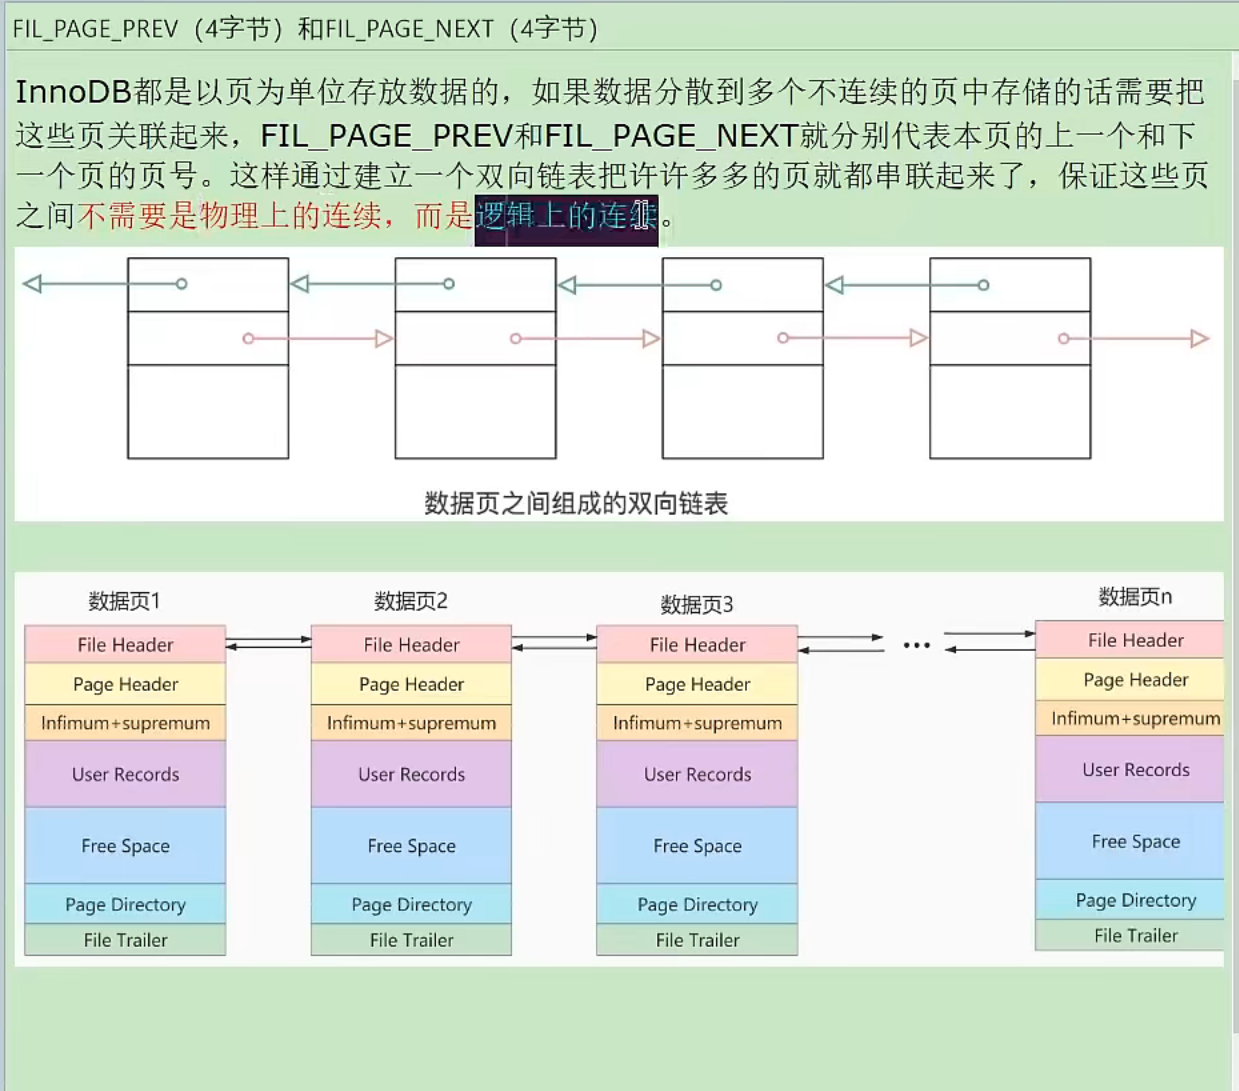 FIL_PAGE_PREV（4字节）和FIL_PAGE_NEXT（4字节）
InnoDB都是以页为单位存放数据的，如果数据分散到多个不连续的页中存储的话需要把
这些页关联起来，FIL_PAGE_PREV和FIL_PAGE_NEXT就分别代表本页的上一个和下
一个页的页号。这样通过建立一个双向链表把许许多多的页就都串联起来了，保证这些页
之间不需要是物理上的连续，而是逻辑上的连续。
数据页之间组成的双向链表
数据页1 数据页2 数据页3 数据页n
File Header File Header File Header ... File Header
Page Header Page Header Page Header Page Header
Infimum+supremum Infimum+supremum Infimum+supremum Infimum+supremum
User Records User Records User Records User Records
Free Space Free Space Free Space Free Space
Page Directory Page Directory Page Directory Page Directory
File Trailer File Trailer File Trailer File Trailer